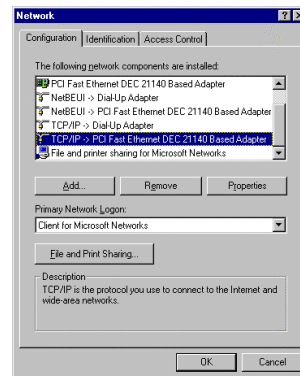 Network
Configuration Identification Access Control
The following network components are installed:
PCI Fast Ethernet DEC 21140 Based Adapter
NetBEUI -> Dial-Up Adapter
NetBEUI -> PCI Fast Ethernet DEC 21140 Based Adapter
TCP/IP -> Dial-Up Adapter
TCP/IP -> PCI Fast Ethernet DEC 21140 Based Adapter
File and printer sharing for Microsoft Networks
Add...
Remove
Properties
Primary Network Logon:
Client for Microsoft Networks
File and Print Sharing...
Description
TCP/IP is the protocol you use to connect to the Internet and
wide-area networks.
OK
Cancel